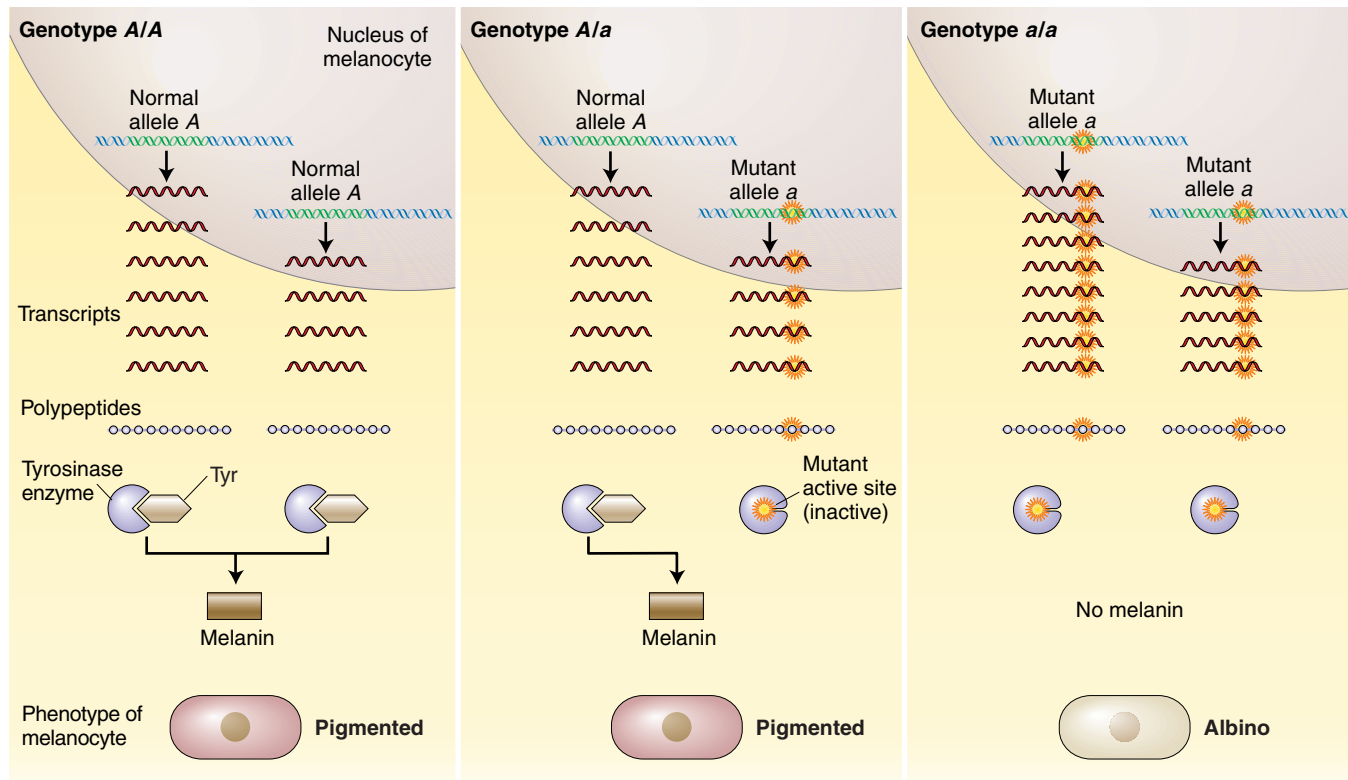 Genotype A/A
Nucleus of
melanocyte
Normal
allele A
Normal
allele A
Transcripts
Polypeptides
Tyrosinase
enzyme
Tyr
Melanin
Phenotype of
melanocyte
Pigmented
Genotype A/a
Normal
allele A
Mutant
allele a
Mutant
active site
(inactive)
Melanin
Pigmented
Genotype a/a
Mutant
allele a
Mutant
allele a
No melanin
Albino